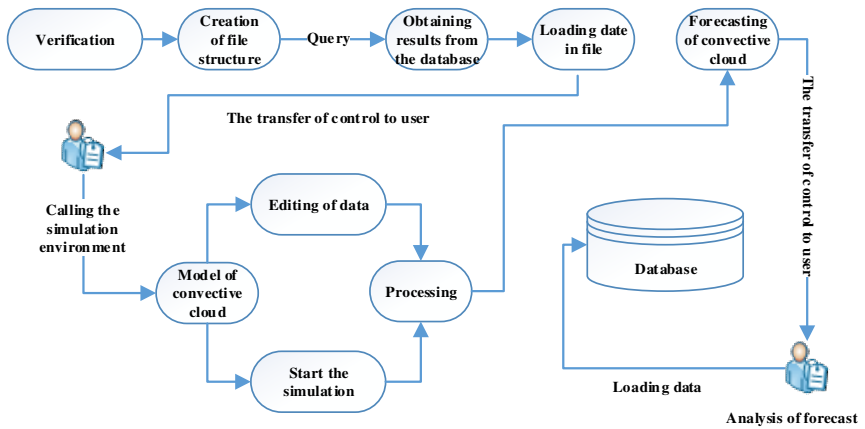 Verification
Creation
of file
structure
Query
Obtaining
results from
the database
Loading date
in file
Forecasting
of convective
cloud
The transfer of control to user
The transfer of control to user
Calling the
simulation
environment
Editing of data
Model of
convective
cloud
Processing
Start the
simulation
Database
Loading data
Analysis of forecast